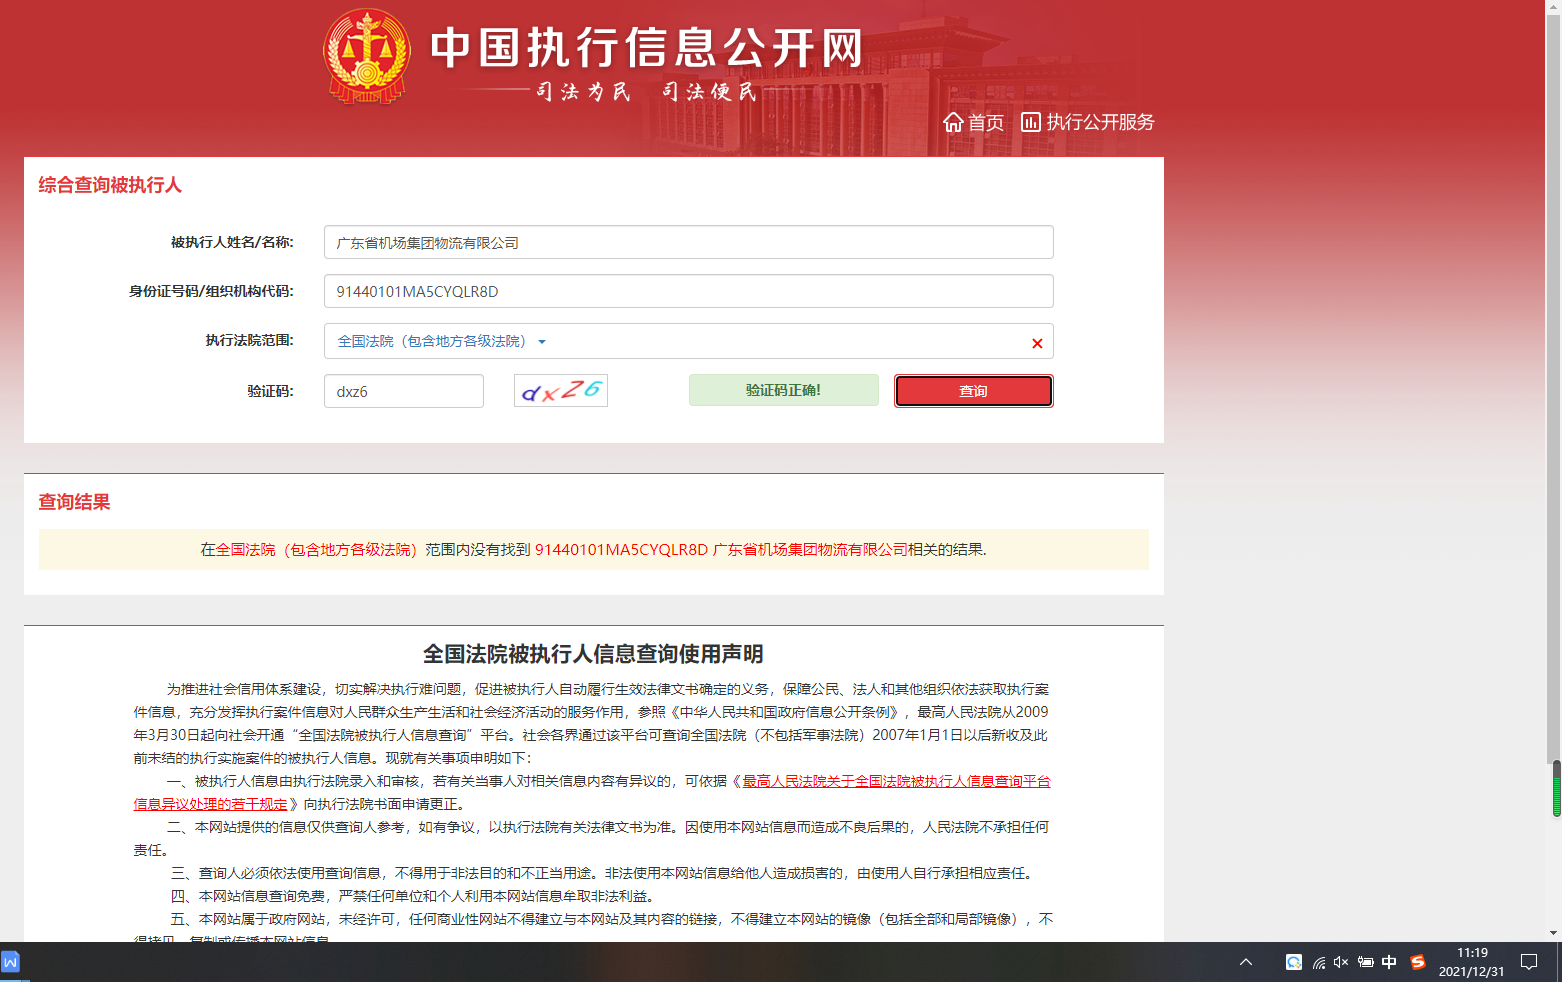 中国执行信息公开网
司法为民 司法便民
首页 执行公开服务
综合查询被执行人
被执行人姓名/名称: 广东省机场集团物流有限公司
身份证号码/组织机构代码: 91440101MA5CYQLR8D
执行法院范围: 全国法院（包含地方各级法院）
验证码: dxz6 dxz6 验证码正确! 查询
查询结果
在全国法院（包含地方各级法院）范围内没有找到 91440101MA5CYQLR8D 广东省机场集团物流有限公司相关的结果.
全国法院被执行人信息查询使用声明
为推进社会信用体系建设，切实解决执行难问题，促进被执行人自动履行生效法律文书确定的义务，保障公民、法人和其他组织依法获取执行案
件信息，充分发挥执行案件信息对人民群众生产生活和社会经济活动的服务作用，参照《中华人民共和国政府信息公开条例》，最高人民法院从2009
年3月30日起向社会开通“全国法院被执行人信息查询”平台。社会各界通过该平台可查询全国法院（不包括军事法院）2007年1月1日以后新收及此
前未结的执行实施案件的被执行人信息。现就有关事项申明如下：
一、被执行人信息由执行法院录入和审核，若有关当事人对相关信息内容有异议的，可依据《最高人民法院关于全国法院被执行人信息查询平台
信息异议处理的若干规定》向执行法院书面申请更正。
二、本网站提供的信息仅供查询人参考，如有争议，以执行法院有关法律文书为准。因使用本网站信息而造成不良后果的，人民法院不承担任何
责任。
三、查询人必须依法使用查询信息，不得用于非法目的和不正当用途。非法使用本网站信息给他人造成损害的，由使用人自行承担相应责任。
四、本网站信息查询免费，严禁任何单位和个人利用本网站信息牟取非法利益。
五、本网站属于政府网站，未经许可，任何商业性网站不得建立与本网站及其内容的链接，不得建立本网站的镜像（包括全部和局部镜像），不
得拷贝、复制或传播本网站信息
中
11:19
2021/12/31